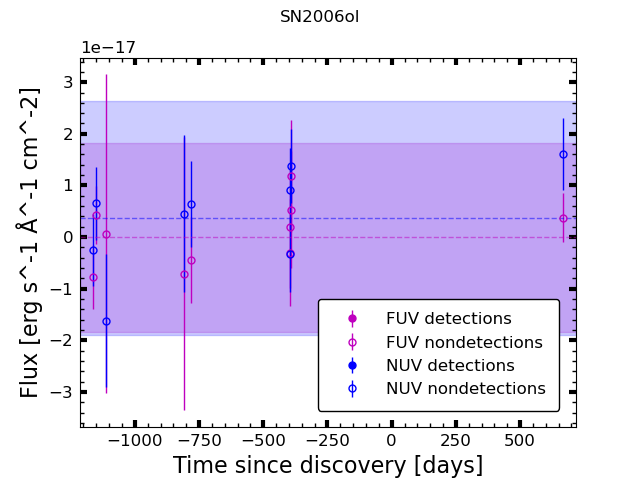 SN2006ol
1e−17
3
2
1
0
−1
−2
−3
Flux [erg s^-1 Å^-1 cm^-2]
FUV detections
FUV nondetections
NUV detections
NUV nondetections
−1000 −750 −500 −250 0 250 500
Time since discovery [days]